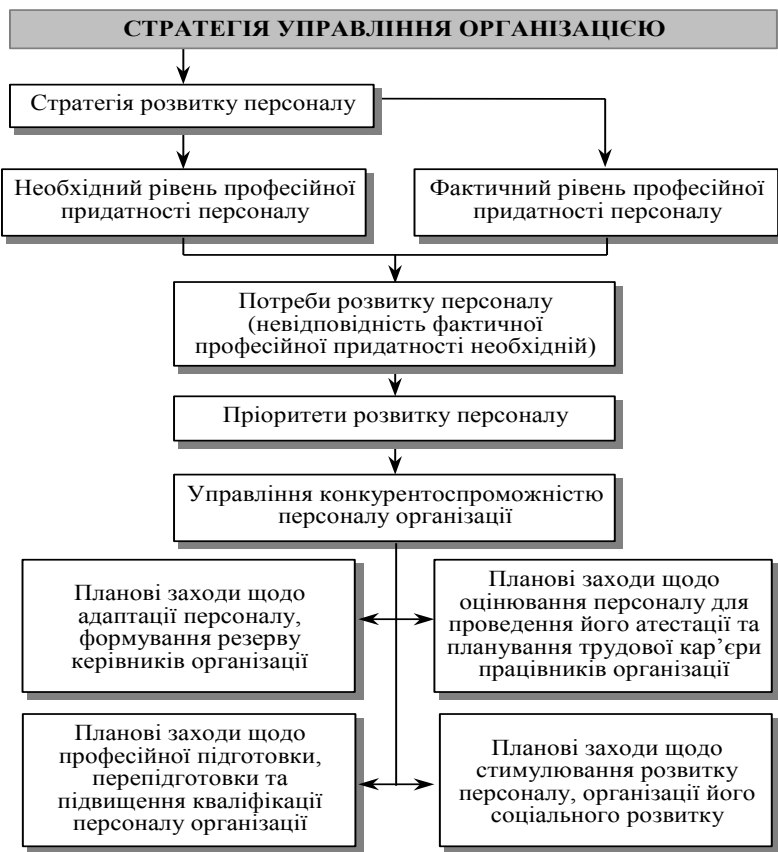 СТРАТЕГІЯ УПРАВЛІННЯ ОРГАНІЗАЦІЄЮ
Стратегія розвитку персоналу
Необхідний рівень професійної
придатності персоналу
Фактичний рівень професійної
придатності персоналу
Потреби розвитку персоналу
(невідповідність фактичної
професійної придатності необхідній)
Пріоритети розвитку персоналу
Управління конкурентоспроможністю
персоналу організації
Планові заходи щодо
адаптації персоналу,
формування резерву
керівників організації
Планові заходи щодо
оцінювання персоналу для
проведення його атестації та
планування трудової кар’єри
працівників організації
Планові заходи щодо
професійної підготовки,
перепідготовки та
підвищення кваліфікації
персоналу організації
Планові заходи щодо
стимулювання розвитку
персоналу, організації його
соціального розвитку